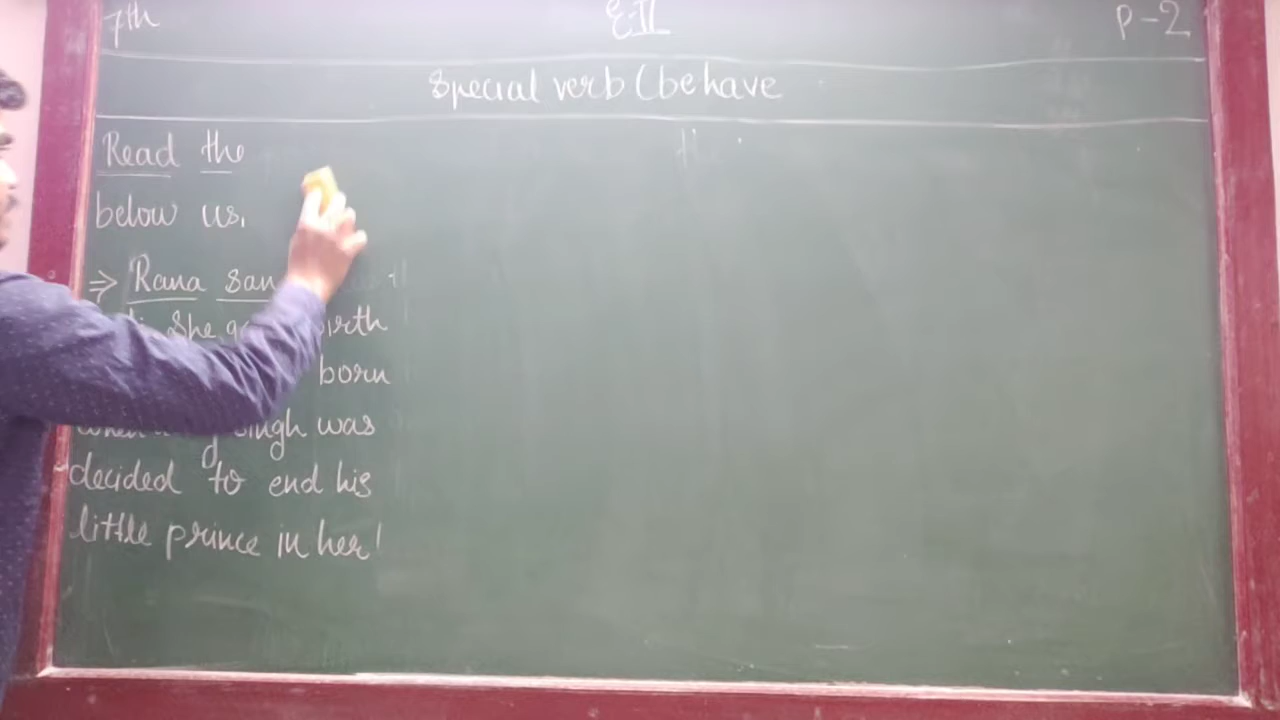 7th E.II P-2
Special verb (behave
Read the
below us.
⇒ Rana san
She birth
born
singh was
decided to end his
little prince in her!